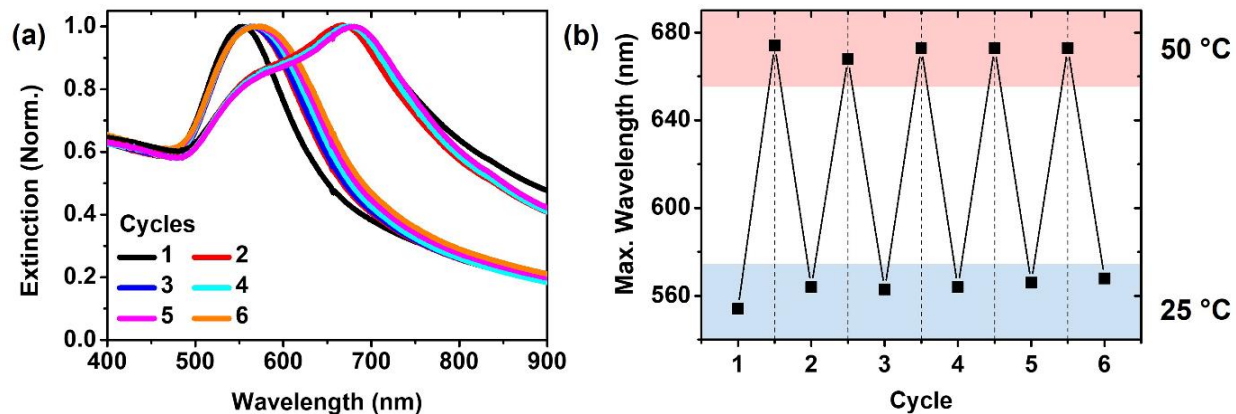 (a)
Extinction (Norm.)
1.0
0.8
0.6
0.4
0.2
0.0
Cycles
1 2
3 4
5 6
400 500 600 700 800 900
Wavelength (nm)
(b)
Max. Wavelength (nm)
680
640
600
560
50 °C
25 °C
1 2 3 4 5 6
Cycle